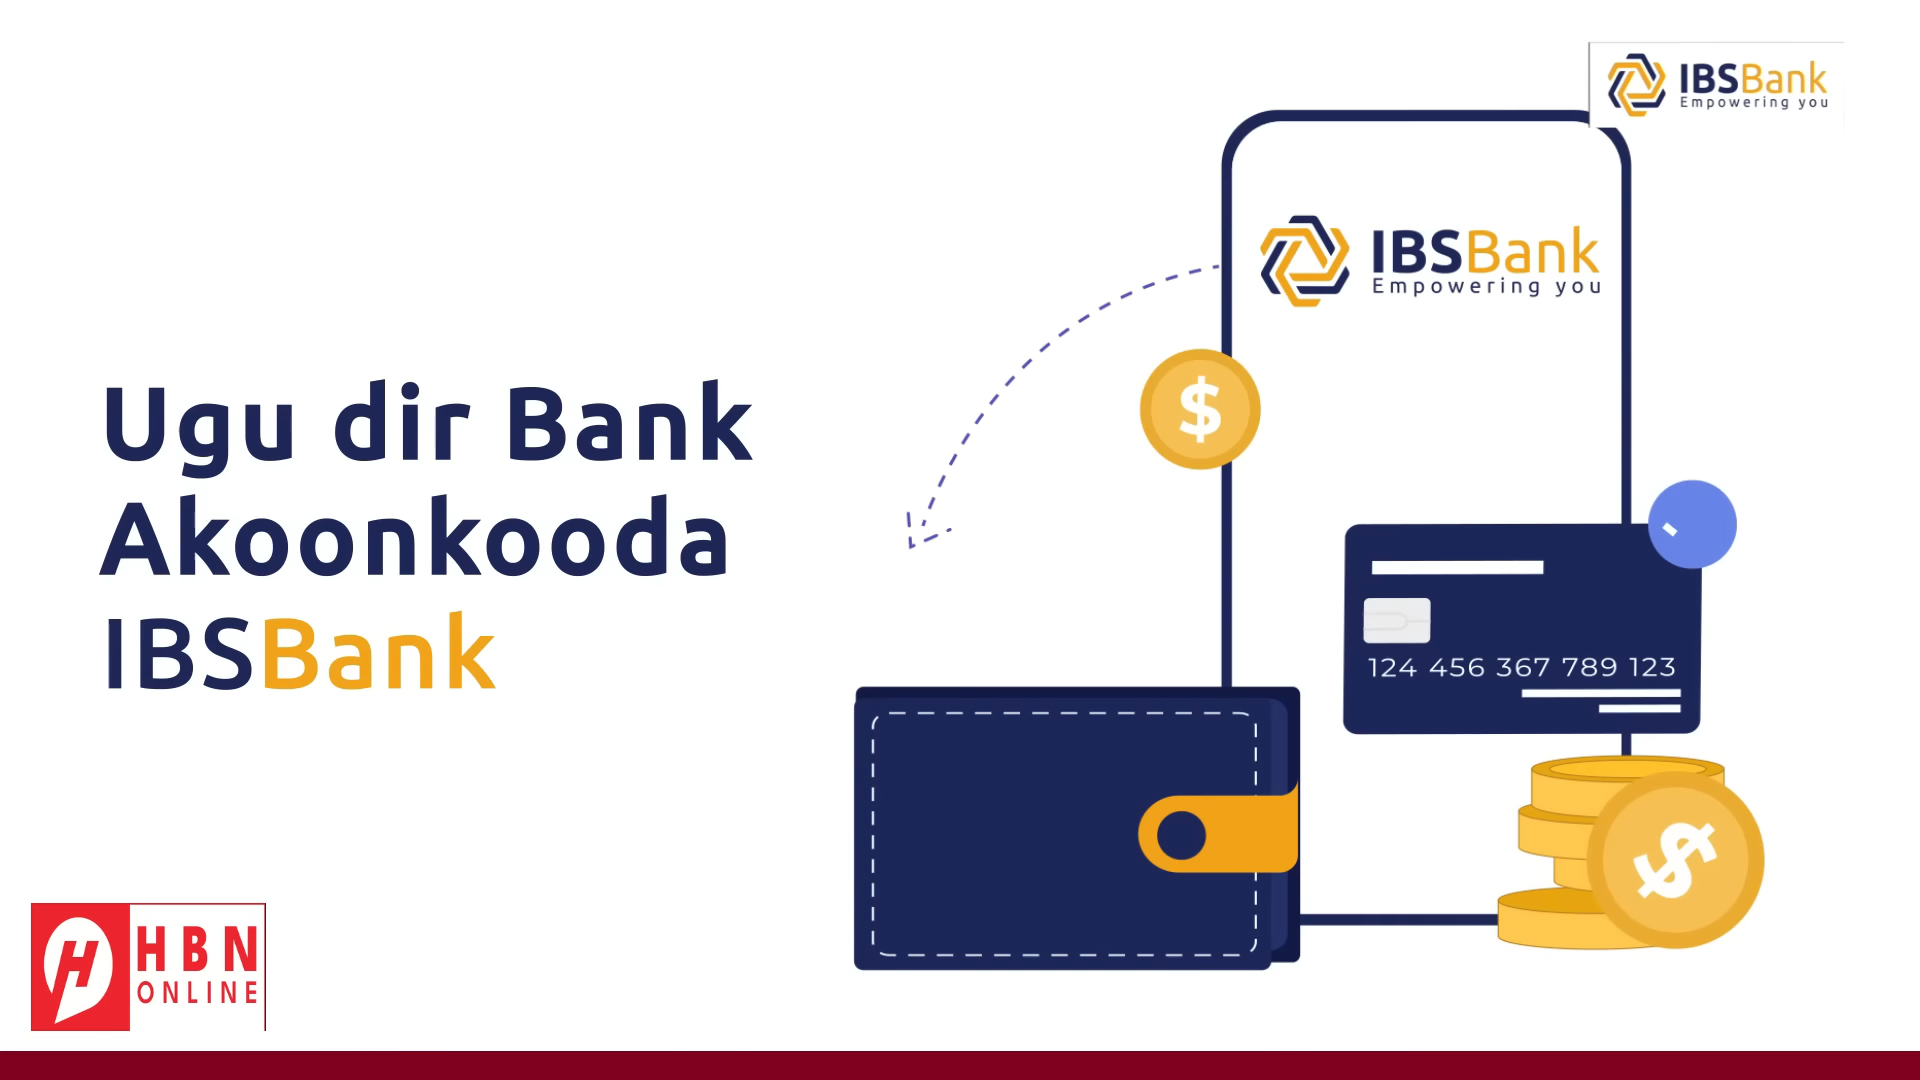 IBSBank
Empowering you
IBSBank
Empowering you
$
Ugu dir Bank
Akoonkooda
IBSBank
124 456 367 789 123
$
H
HBN
ONLINE